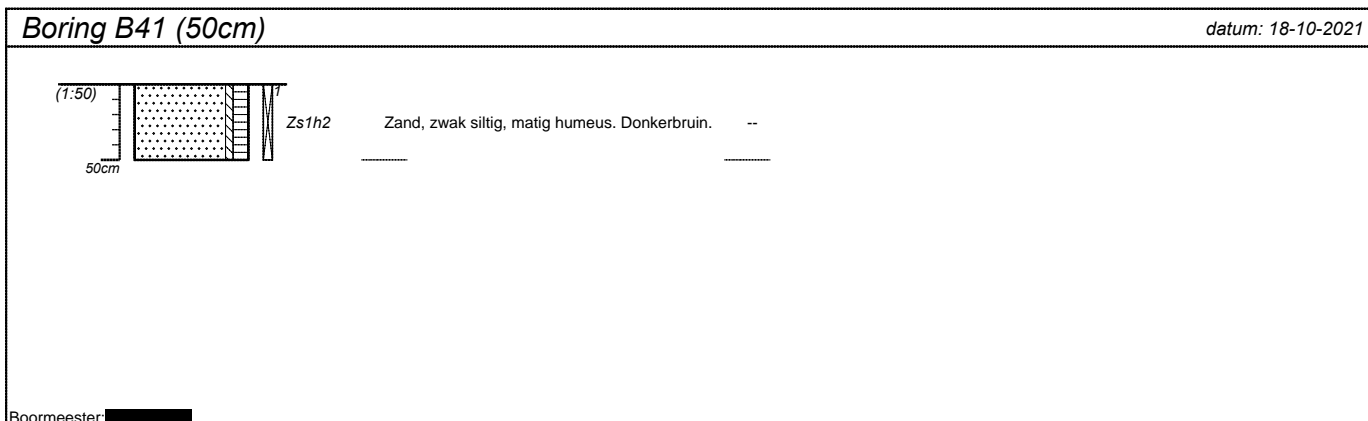 Boring B41 (50cm)
datum: 18-10-2021
(1:50)
1
Zs1h2 Zand, zwak siltig, matig humeus. Donkerbruin. --
50cm
Boormeester: